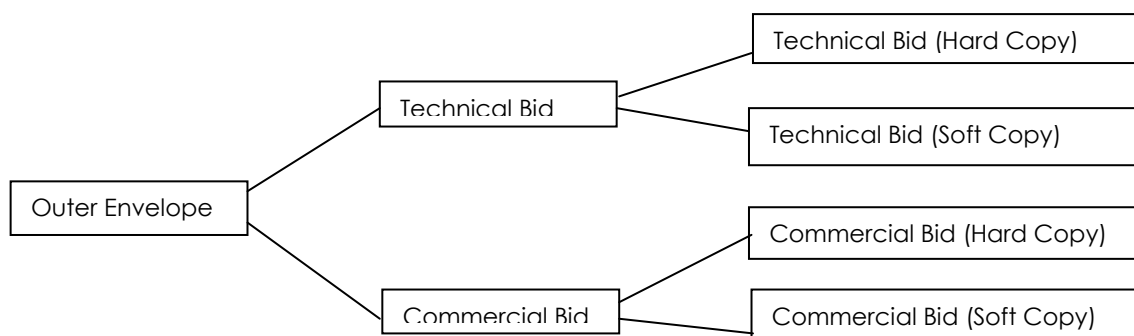 Technical Bid (Hard Copy)
Technical Bid
Technical Bid (Soft Copy)
Outer Envelope
Commercial Bid (Hard Copy)
Commercial Bid
Commercial Bid (Soft Copy)